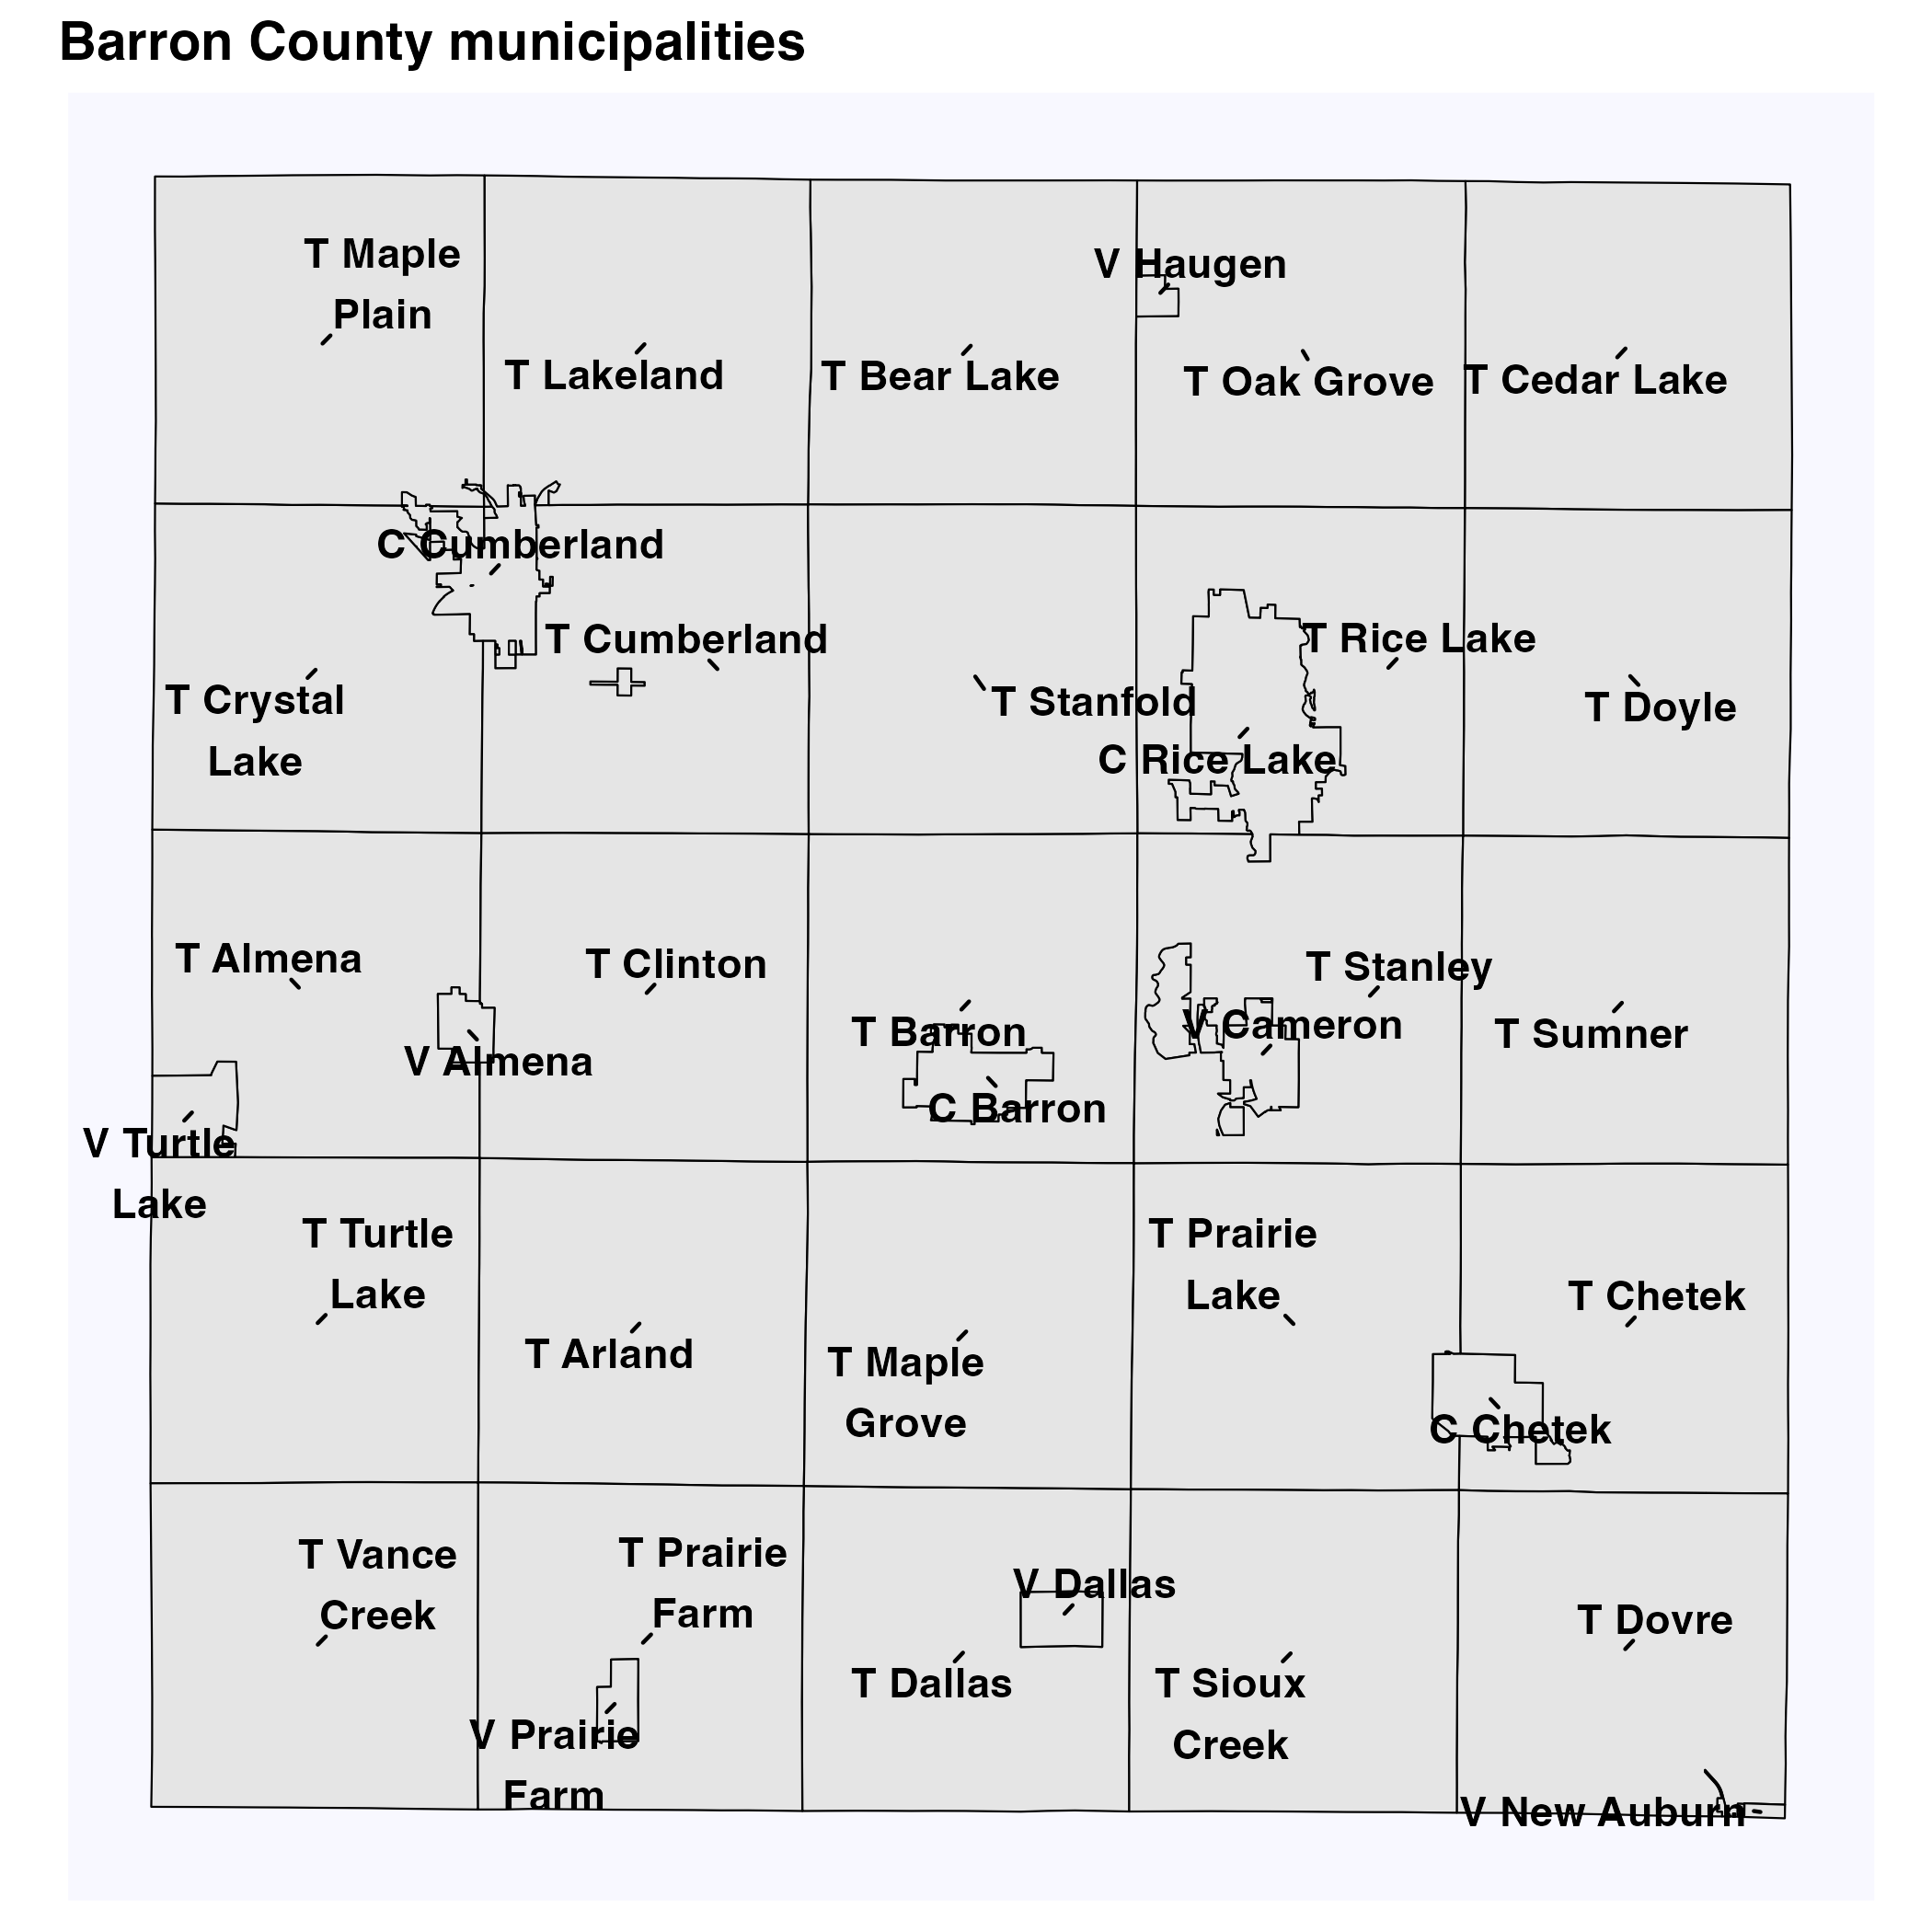 Barron County municipalities
T Maple
Plain
V Haugen
T Lakeland
T Bear Lake
T Oak Grove
T Cedar Lake
C Cumberland
T Cumberland
T Rice Lake
T Crystal
Lake
T Stanfold
T Doyle
C Rice Lake
T Almena
T Clinton
T Stanley
V Cameron
T Barron
T Sumner
V Almena
C Barron
V Turtle
Lake
T Turtle
Lake
T Prairie
Lake
T Chetek
T Arland
T Maple
Grove
C Chetek
T Vance
Creek
T Prairie
Farm
V Dallas
T Dovre
T Dallas
T Sioux
Creek
V Prairie
Farm
V New Auburn